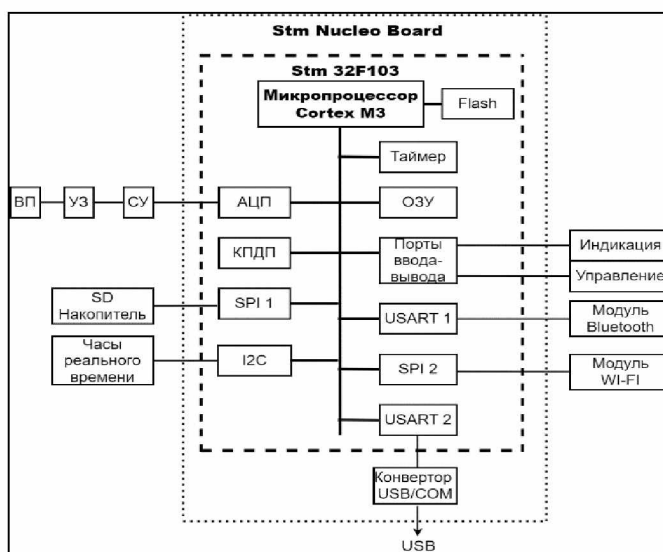 Stm Nucleo Board
Stm 32F103
Микропроцессор
Cortex M3
Flash
Таймер
ВП
УЗ
СУ
АЦП
ОЗУ
КПДП
Порты
ввода-
вывода
Индикация
Управление
SD
Накопитель
SPI 1
USART 1
Модуль
Bluetooth
Часы
реального
времени
I2C
SPI 2
Модуль
WI-FI
USART 2
Конвертор
USB/COM
USB